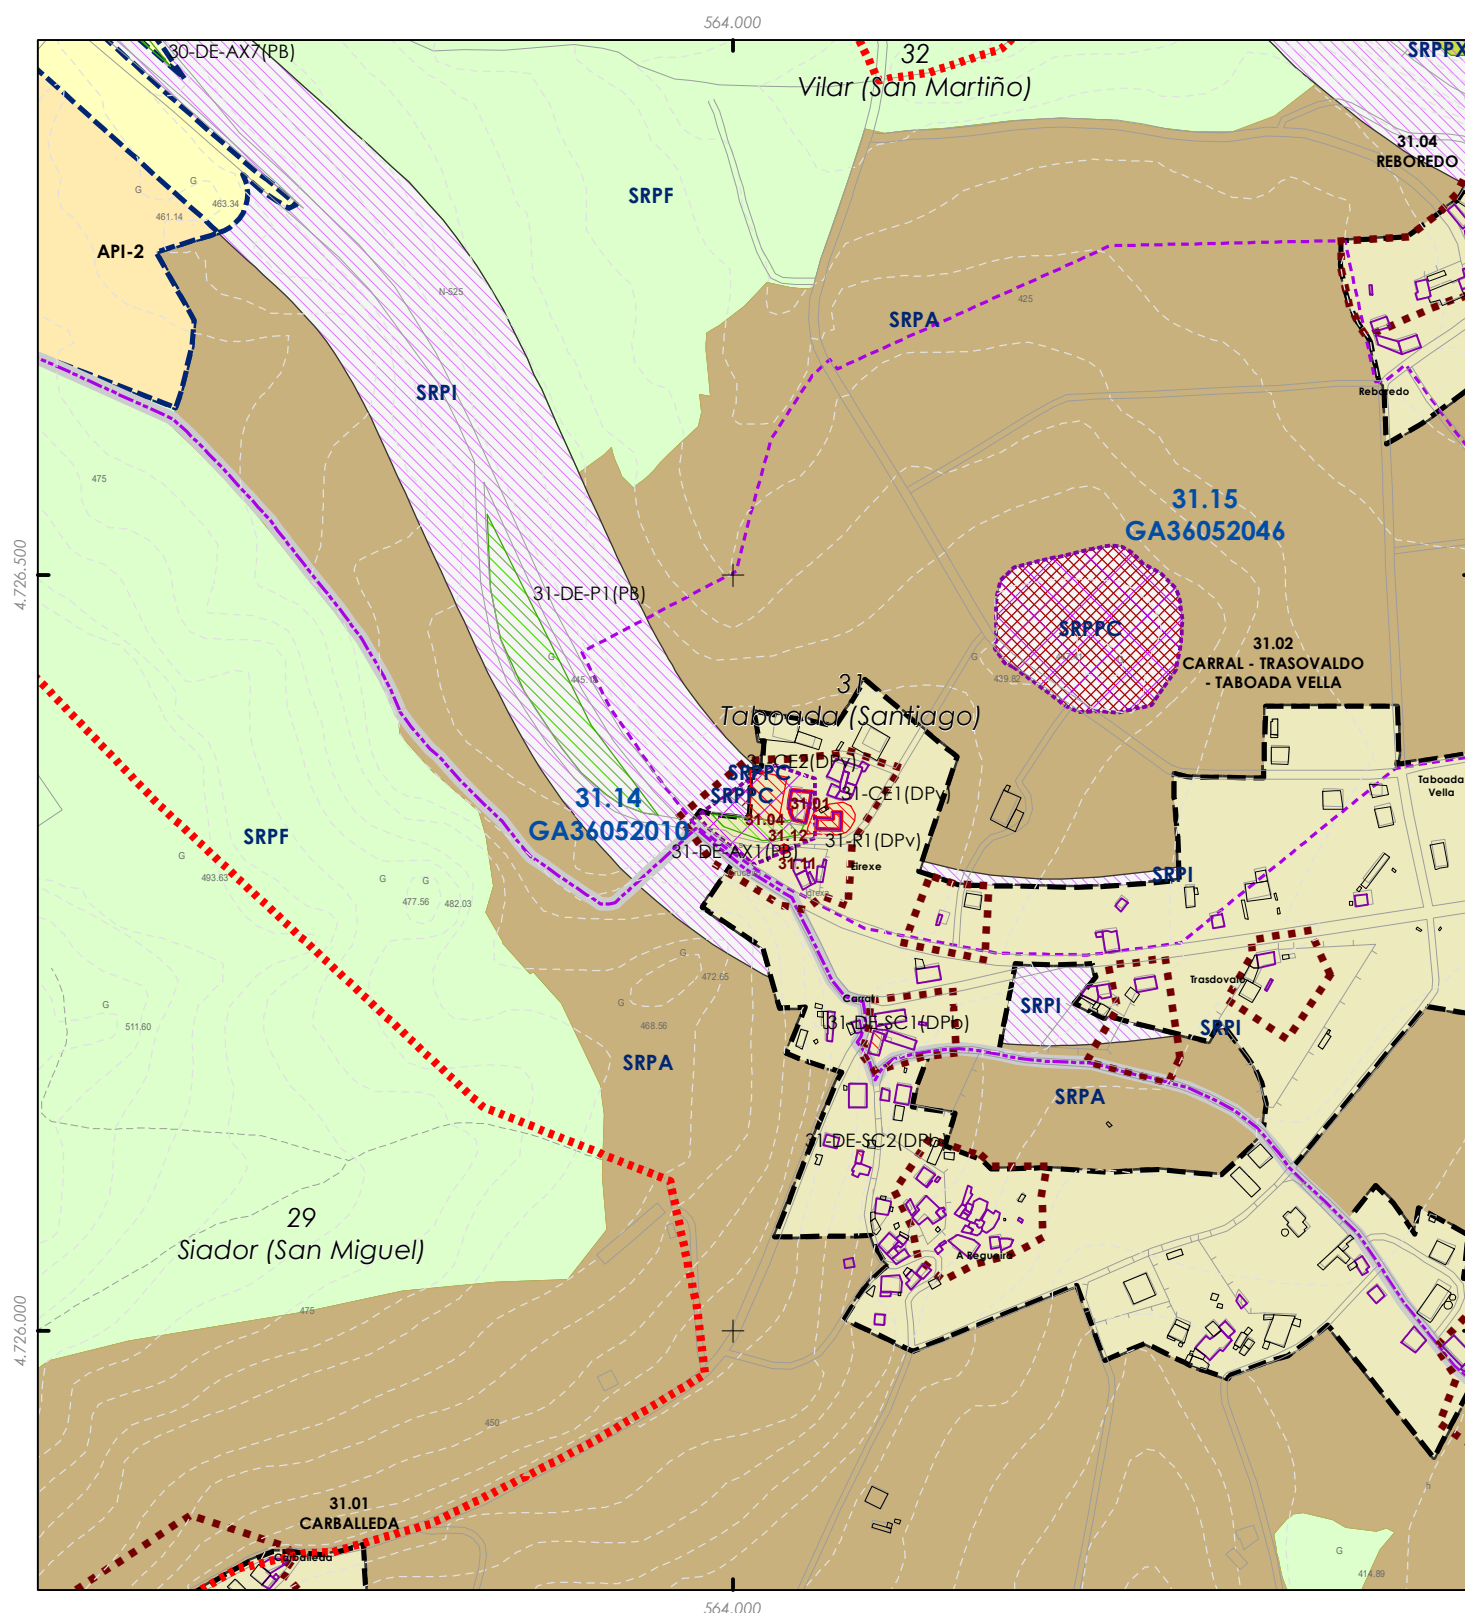 564.000
30-DE-AX7(PB)
32
Vilar (San Martiño)
SRPPX
31.04
REBOREDO
G
G
463.34
461.14
SRPF
API-2
N-525
425
SRPA
SRPI
Reboredo
475
31.15
GA36052046
4.726.500
31-DE-P1(PB)
SRPPC
31.02
CARRAL - TRASOVALDO
- TABOADA VELLA
G
G
439.82
31
Taboada (Santiago)
31-CE2(DPv)
SRPPC
SRPPC
31-CE1(DPv)
Taboada
Vella
31.14
GA36052010
31.01
31.04
31.12
31-R1(DPv)
31-DE-AX1(PB)
31.11
Eirexe
SRPF
G
493.63
G
G
477.56
482.03
SRPI
G
472.65
Trasdovalo
G
511.60
G
468.56
Carral
31-DE-SC1(DPb)
SRPI
SRPI
SRPA
SRPA
31-DE-SC2(DPb)
29
Siador (San Miguel)
A Regueira
475
4.726.000
450
31.01
CARBALLEDA
Carballeda
h
G
414.89
564.000